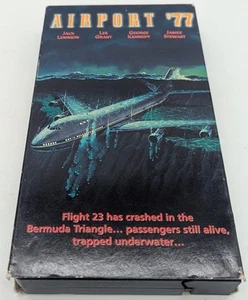 AIRPORT '77
JACK LEMMON
LEE GRANT
GEORGE KENNEDY
JAMES STEWART
Flight 23 has crashed in the
Bermuda Triangle... passengers still alive,
trapped underwater...